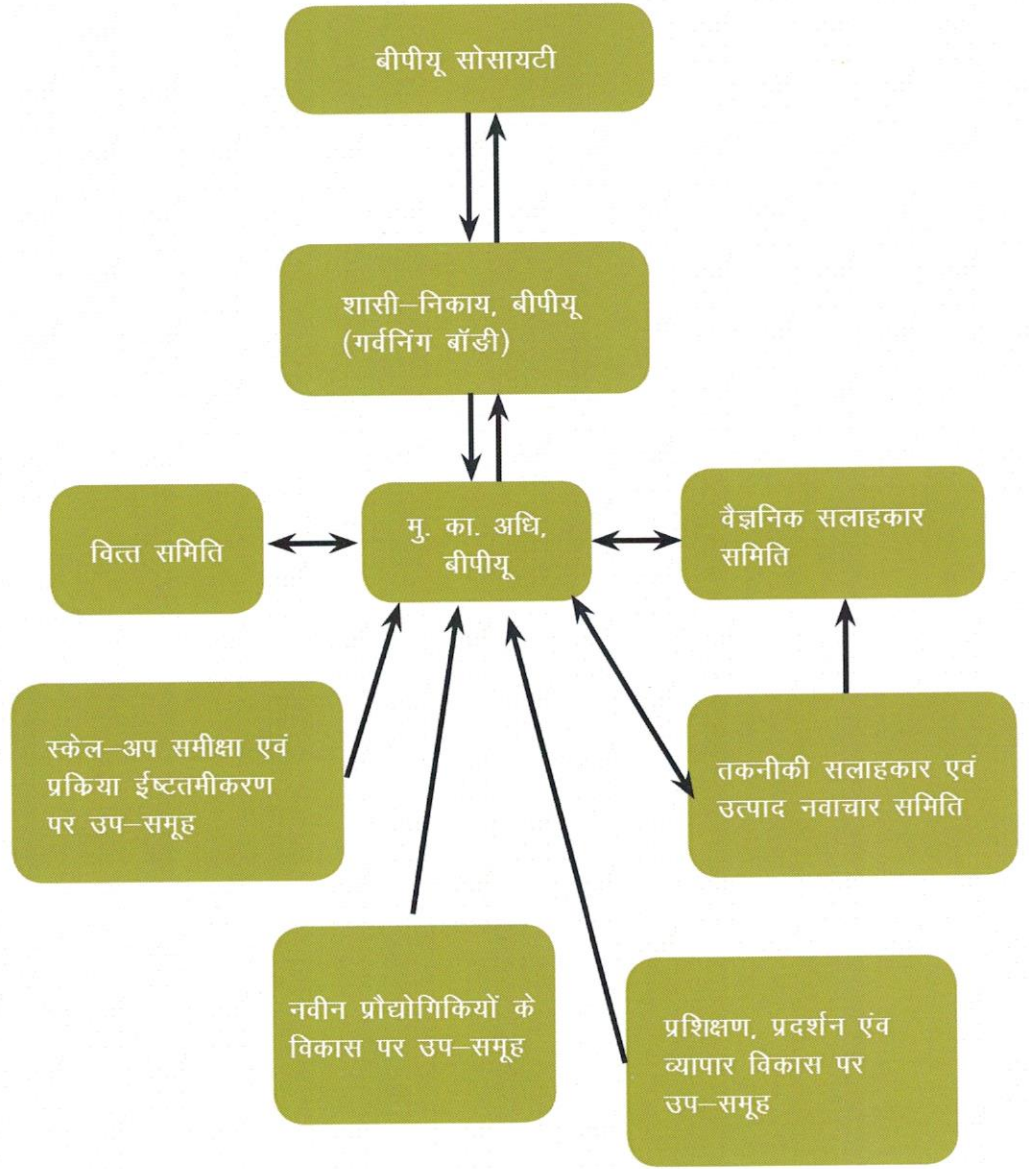 बीपीयू सोसायटी
शासी–निकाय, बीपीयू
(गर्वनिंग बॉडी)
वित्त समिति
मु. का. अधि,
बीपीयू
वैज्ञनिक सलाहकार
समिति
स्केल–अप समीक्षा एवं
प्रकिया ईष्टतमीकरण
पर उप–समूह
तकनीकी सलाहकार एवं
उत्पाद नवाचार समिति
नवीन प्रौद्योगिकियों के
विकास पर उप–समूह
प्रशिक्षण, प्रदर्शन एंव
व्यापार विकास पर
उप–समूह